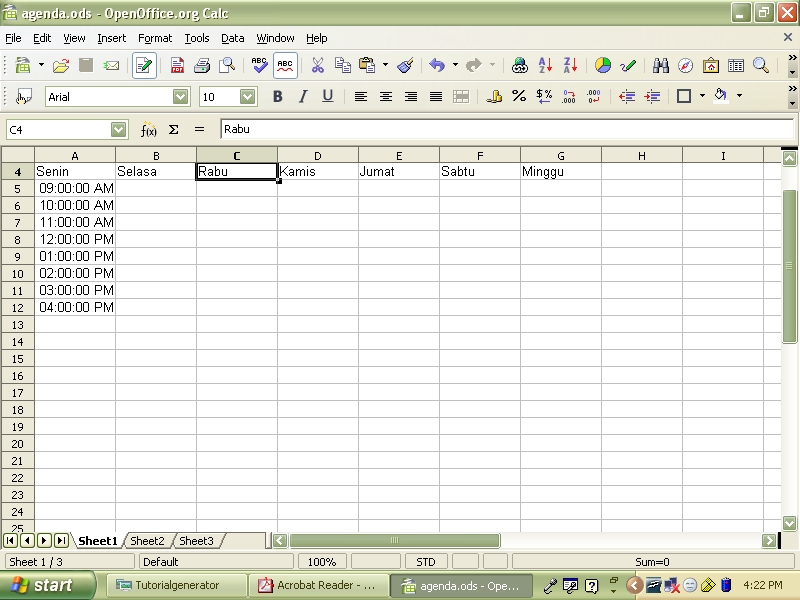 agenda.ods - OpenOffice.org Calc
File Edit View Insert Format Tools Data Window Help
ABC ABC
Arial 10 B I U
C4 f(x) Σ = Rabu
A B C D E F G H I
4 Senin Selasa Rabu Kamis Jumat Sabtu Minggu
5 09:00:00 AM
6 10:00:00 AM
7 11:00:00 AM
8 12:00:00 PM
9 01:00:00 PM
10 02:00:00 PM
11 03:00:00 PM
12 04:00:00 PM
13
14
15
16
17
18
19
20
21
22
23
24
25
Sheet1 Sheet2 Sheet3
Sheet 1 / 3 Default 100% STD Sum=0
start Tutorialgenerator Acrobat Reader - ... agenda.ods - Ope... 4:22 PM